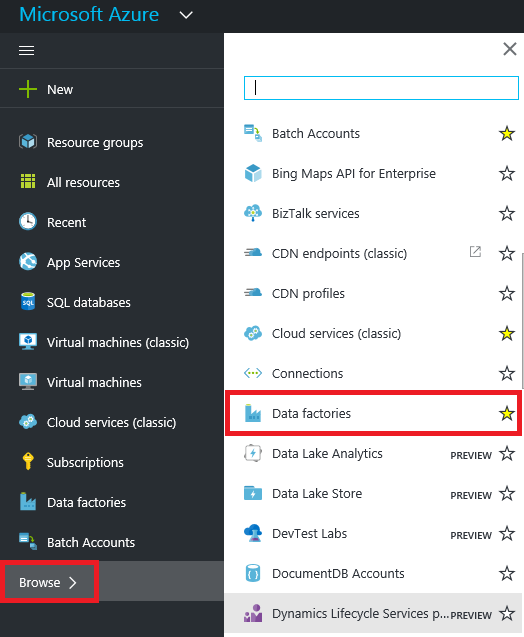 Microsoft Azure
New
Resource groups
All resources
Recent
App Services
SQL databases
Virtual machines (classic)
Virtual machines
Cloud services (classic)
Subscriptions
Data factories
Batch Accounts
Browse
Batch Accounts
Bing Maps API for Enterprise
BizTalk services
CDN endpoints (classic)
CDN profiles
Cloud services (classic)
Connections
Data factories
Data Lake Analytics PREVIEW
Data Lake Store PREVIEW
DevTest Labs PREVIEW
DocumentDB Accounts
Dynamics Lifecycle Services p... PREVIEW